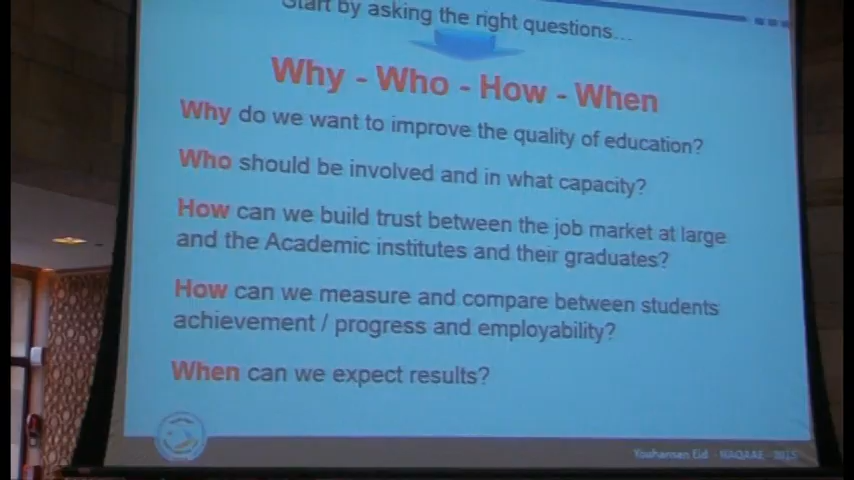 Start by asking the right questions...
Why - Who - How - When
Why do we want to improve the quality of education?
Who should be involved and in what capacity?
How can we build trust between the job market at large
and the Academic institutes and their graduates?
How can we measure and compare between students
achievement / progress and employability?
When can we expect results?
Youhansen Eid - NAQAAE - 2015